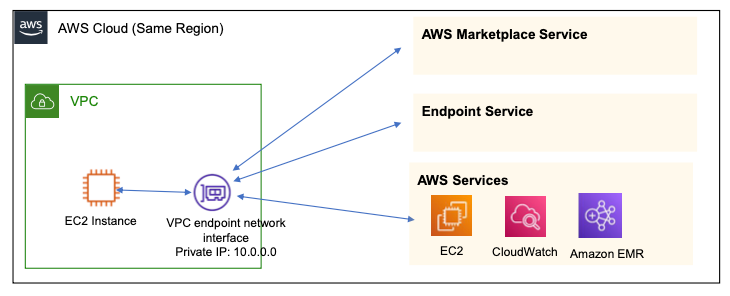 aws
AWS Cloud (Same Region)
AWS Marketplace Service
VPC
Endpoint Service
AWS Services
EC2 Instance
VPC endpoint network
interface
Private IP: 10.0.0.0
EC2
CloudWatch
Amazon EMR